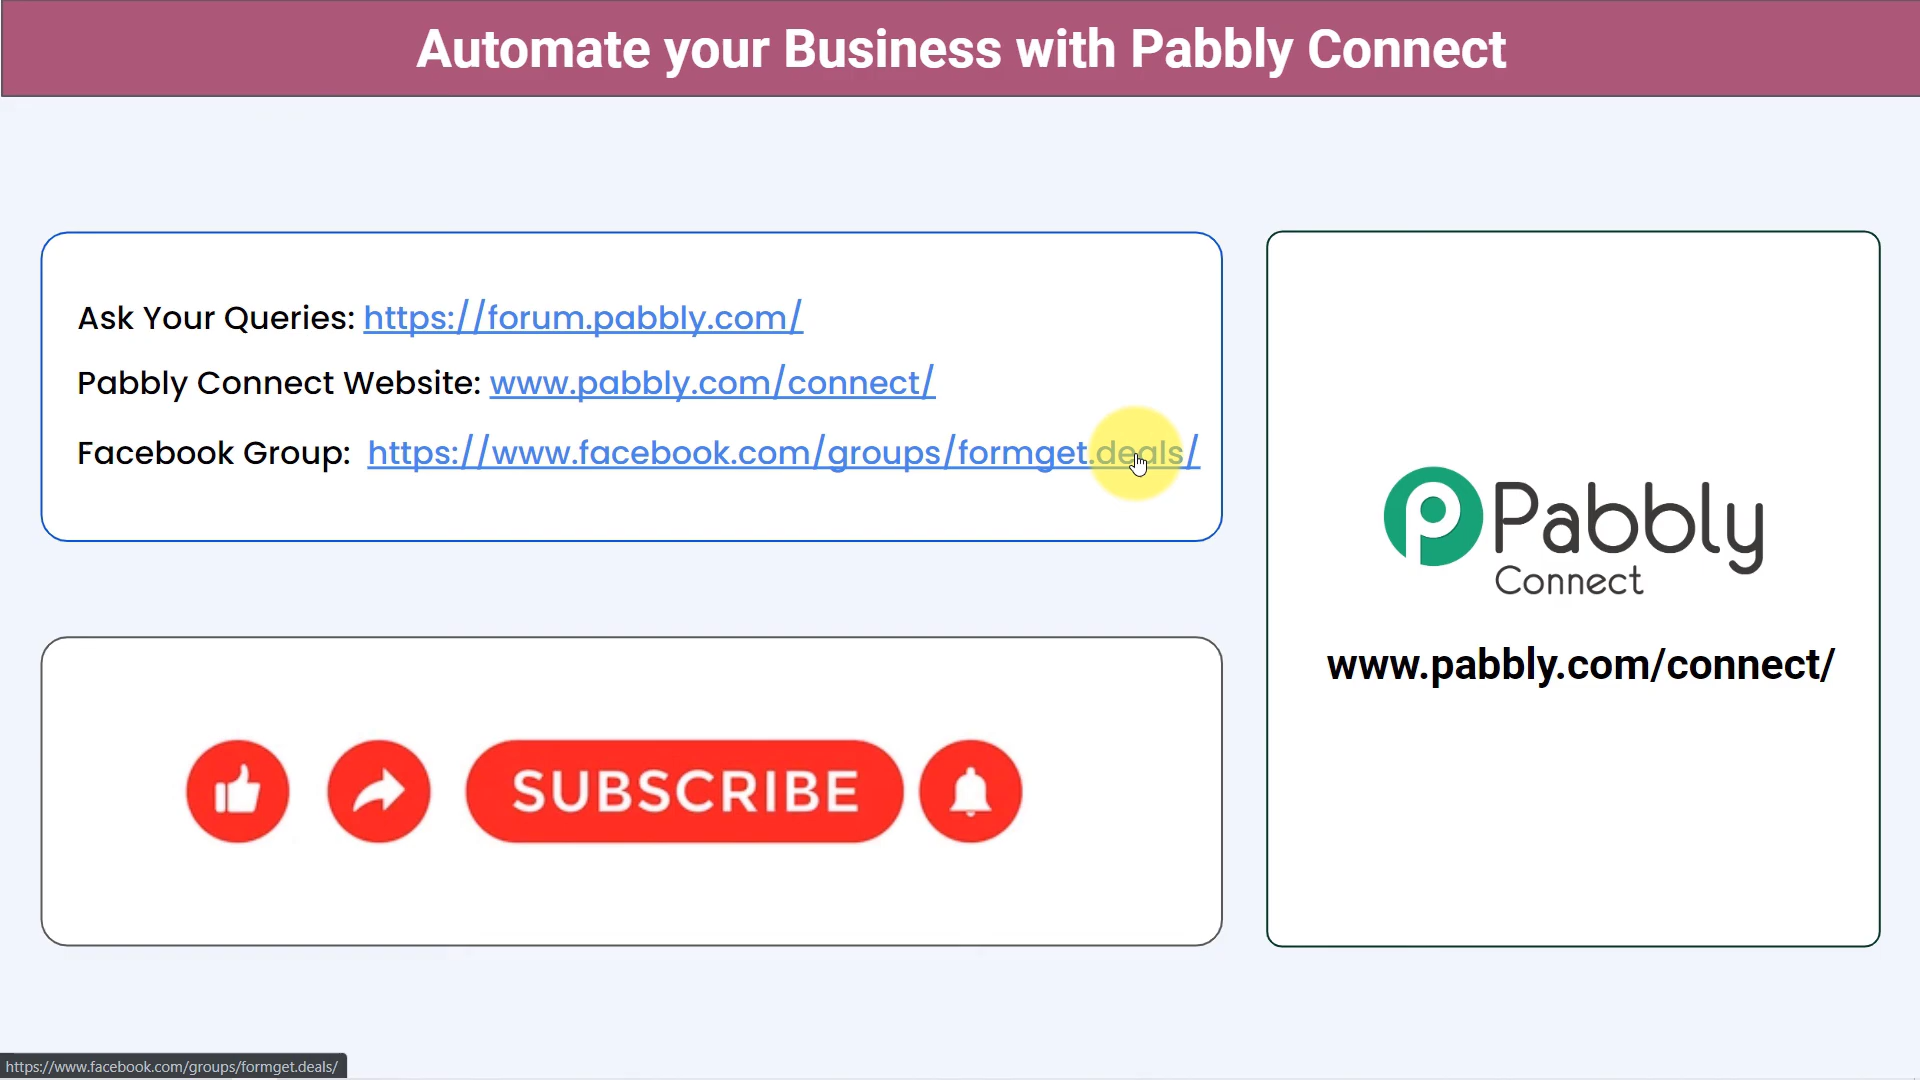 Automate your Business with Pabbly Connect
Ask Your Queries: https://forum.pabbly.com/
Pabbly Connect Website: www.pabbly.com/connect/
Facebook Group: https://www.facebook.com/groups/formget.deals/
Pabbly
Connect
www.pabbly.com/connect/
SUBSCRIBE
https://www.facebook.com/groups/formget.deals/